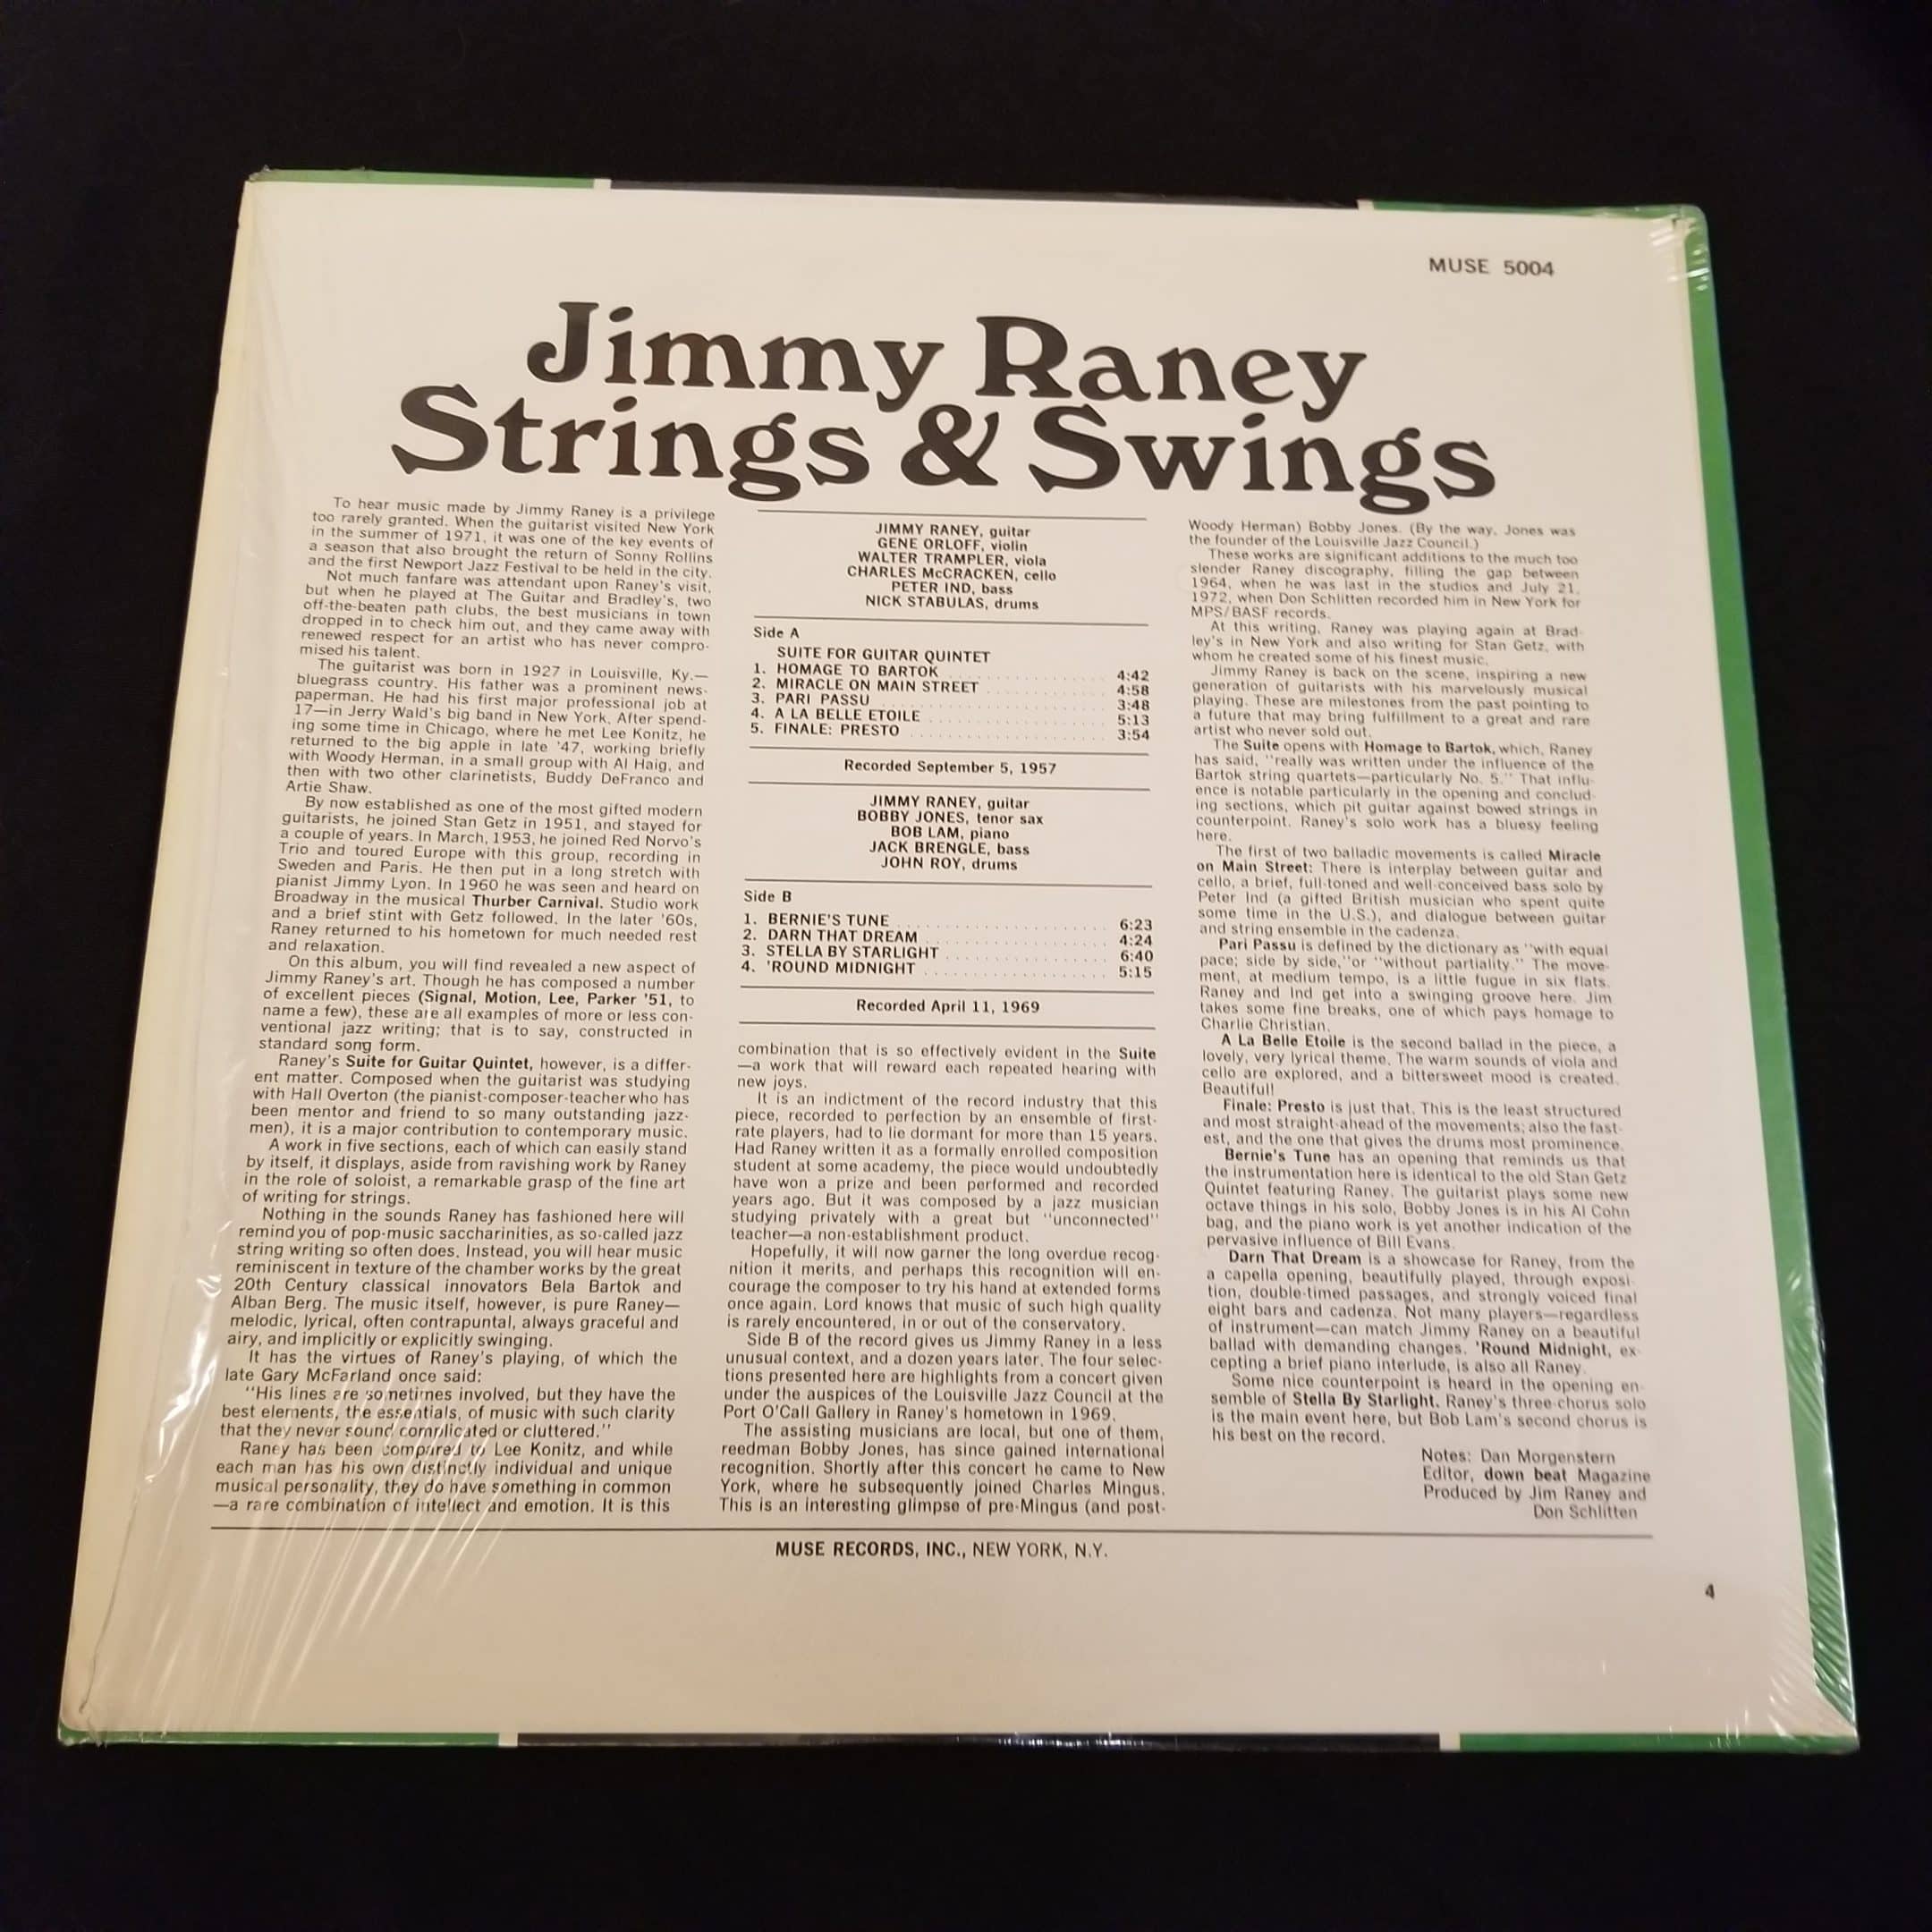 MUSE 5004
Jimmy Raney
Strings & Swings
To hear music made by Jimmy Raney is a privilege
too rarely granted. When the guitarist visited New York
in the summer of 1971, it was one of the key events of
a season that also brought the return of Sonny Rollins
and the first Newport Jazz Festival to be held in the city.
Not much fanfare was attendant upon Raney's visit,
but when he played at The Guitar and Bradley's, two
off-the-beaten path clubs, the best musicians in town
dropped in to check him out, and they came away with
renewed respect for an artist who has never compro-
mised his talent.
The guitarist was born in 1927 in Louisville, Ky.—
bluegrass country. His father was a prominent news-
paperman. He had his first major professional job at
17—in Jerry Wald's big band in New York. After spend-
ing some time in Chicago, where he met Lee Konitz, he
returned to the big apple in late '47, working briefly
with Woody Herman, in a small group with Al Haig, and
then with two other clarinetists, Buddy DeFranco and
Artie Shaw.
By now established as one of the most gifted modern
guitarists, he joined Stan Getz in 1951, and stayed for
a couple of years. In March, 1953, he joined Red Norvo's
Trio and toured Europe with this group, recording in
Sweden and Paris. He then put in a long stretch with
pianist Jimmy Lyon. In 1960 he was seen and heard on
Broadway in the musical Thurber Carnival. Studio work
and a brief stint with Getz followed. In the later '60s,
Raney returned to his hometown for much needed rest
and relaxation.
On this album, you will find revealed a new aspect of
Jimmy Raney's art. Though he has composed a number
of excellent pieces (Signal, Motion, Lee, Parker '51, to
name a few), these are all examples of more or less con-
ventional jazz writing; that is to say, constructed in
standard song form.
Raney's Suite for Guitar Quintet, however, is a differ-
ent matter. Composed when the guitarist was studying
with Hall Overton (the pianist-composer-teacher who has
been mentor and friend to so many outstanding jazz-
men), it is a major contribution to contemporary music.
A work in five sections, each of which can easily stand
by itself, it displays, aside from ravishing work by Raney
in the role of soloist, a remarkable grasp of the fine art
of writing for strings.
Nothing in the sounds Raney has fashioned here will
remind you of pop-music saccharinities, as so-called jazz
string writing so often does. Instead, you will hear music
reminiscent in texture of the chamber works by the great
20th Century classical innovators Bela Bartok and
Alban Berg. The music itself, however, is pure Raney—
melodic, lyrical, often contrapuntal, always graceful and
airy, and implicitly or explicitly swinging.
It has the virtues of Raney's playing, of which the
late Gary McFarland once said:
"His lines are sometimes involved, but they have the
best elements, the essentials, of music with such clarity
that they never sound complicated or cluttered."
Raney has been compared to Lee Konitz, and while
each man has his own distinctly individual and unique
musical personality, they do have something in common
—a rare combination of intellect and emotion. It is this
JIMMY RANEY, guitar
GENE ORLOFF, violin
WALTER TRAMPLER, viola
CHARLES McCRACKEN, cello
PETER IND, bass
NICK STABULAS, drums
Side A
SUITE FOR GUITAR QUINTET
1. HOMAGE TO BARTOK 4:42
2. MIRACLE ON MAIN STREET 4:58
3. PARI PASSU 3:48
4. A LA BELLE ETOILE 5:13
5. FINALE: PRESTO 3:54
Recorded September 5, 1957
JIMMY RANEY, guitar
BOBBY JONES, tenor sax
BOB LAM, piano
JACK BRENGLE, bass
JOHN ROY, drums
Side B
1. BERNIE'S TUNE 6:23
2. DARN THAT DREAM 4:24
3. STELLA BY STARLIGHT 6:40
4. 'ROUND MIDNIGHT 5:15
Recorded April 11, 1969
combination that is so effectively evident in the Suite
—a work that will reward each repeated hearing with
new joys.
It is an indictment of the record industry that this
piece, recorded to perfection by an ensemble of first-
rate players, had to lie dormant for more than 15 years.
Had Raney written it as a formally enrolled composition
student at some academy, the piece would undoubtedly
have won a prize and been performed and recorded
years ago. But it was composed by a jazz musician
studying privately with a great but "unconnected"
teacher—a non-establishment product.
Hopefully, it will now garner the long overdue recog-
nition it merits, and perhaps this recognition will en-
courage the composer to try his hand at extended forms
once again. Lord knows that music of such high quality
is rarely encountered, in or out of the conservatory.
Side B of the record gives us Jimmy Raney in a less
unusual context, and a dozen years later. The four selec-
tions presented here are highlights from a concert given
under the auspices of the Louisville Jazz Council at the
Port O'Call Gallery in Raney's hometown in 1969.
The assisting musicians are local, but one of them,
reedman Bobby Jones, has since gained international
recognition. Shortly after this concert he came to New
York, where he subsequently joined Charles Mingus.
This is an interesting glimpse of pre-Mingus (and post-
Woody Herman) Bobby Jones. (By the way, Jones was
the founder of the Louisville Jazz Council.)
These works are significant additions to the much too
slender Raney discography, filling the gap between
1964, when he was last in the studios and July 21,
1972, when Don Schlitten recorded him in New York for
MPS/BASF records.
At this writing, Raney was playing again at Brad-
ley's in New York and also writing for Stan Getz, with
whom he created some of his finest music.
Jimmy Raney is back on the scene, inspiring a new
generation of guitarists with his marvelously musical
playing. These are milestones from the past pointing to
a future that may bring fulfillment to a great and rare
artist who never sold out.
The Suite opens with Homage to Bartok, which, Raney
has said, "really was written under the influence of the
Bartok string quartets—particularly No. 5." That influ-
ence is notable particularly in the opening and conclud-
ing sections, which pit guitar against bowed strings in
counterpoint. Raney's solo work has a bluesy feeling
here.
The first of two balladic movements is called Miracle
on Main Street: There is interplay between guitar and
cello, a brief, full-toned and well-conceived bass solo by
Peter Ind (a gifted British musician who spent quite
some time in the U.S.), and dialogue between guitar
and string ensemble in the cadenza.
Pari Passu is defined by the dictionary as "with equal
pace; side by side,"or "without partiality." The move-
ment, at medium tempo, is a little fugue in six flats.
Raney and Ind get into a swinging groove here. Jim
takes some fine breaks, one of which pays homage to
Charlie Christian.
A La Belle Etoile is the second ballad in the piece, a
lovely, very lyrical theme. The warm sounds of viola and
cello are explored, and a bittersweet mood is created.
Beautiful!
Finale: Presto is just that. This is the least structured
and most straight-ahead of the movements; also the fast-
est, and the one that gives the drums most prominence.
Bernie's Tune has an opening that reminds us that
the instrumentation here is identical to the old Stan Getz
Quintet featuring Raney. The guitarist plays some new
octave things in his solo, Bobby Jones is in his Al Cohn
bag, and the piano work is yet another indication of the
pervasive influence of Bill Evans.
Darn That Dream is a showcase for Raney, from the
a capella opening, beautifully played, through exposi-
tion, double-timed passages, and strongly voiced final
eight bars and cadenza. Not many players—regardless
of instrument—can match Jimmy Raney on a beautiful
ballad with demanding changes. 'Round Midnight, ex-
cepting a brief piano interlude, is also all Raney.
Some nice counterpoint is heard in the opening en-
semble of Stella By Starlight. Raney's three-chorus solo
is the main event here, but Bob Lam's second chorus is
his best on the record.
Notes: Dan Morgenstern
Editor, down beat Magazine
Produced by Jim Raney and
Don Schlitten
MUSE RECORDS, INC., NEW YORK, N.Y.
4